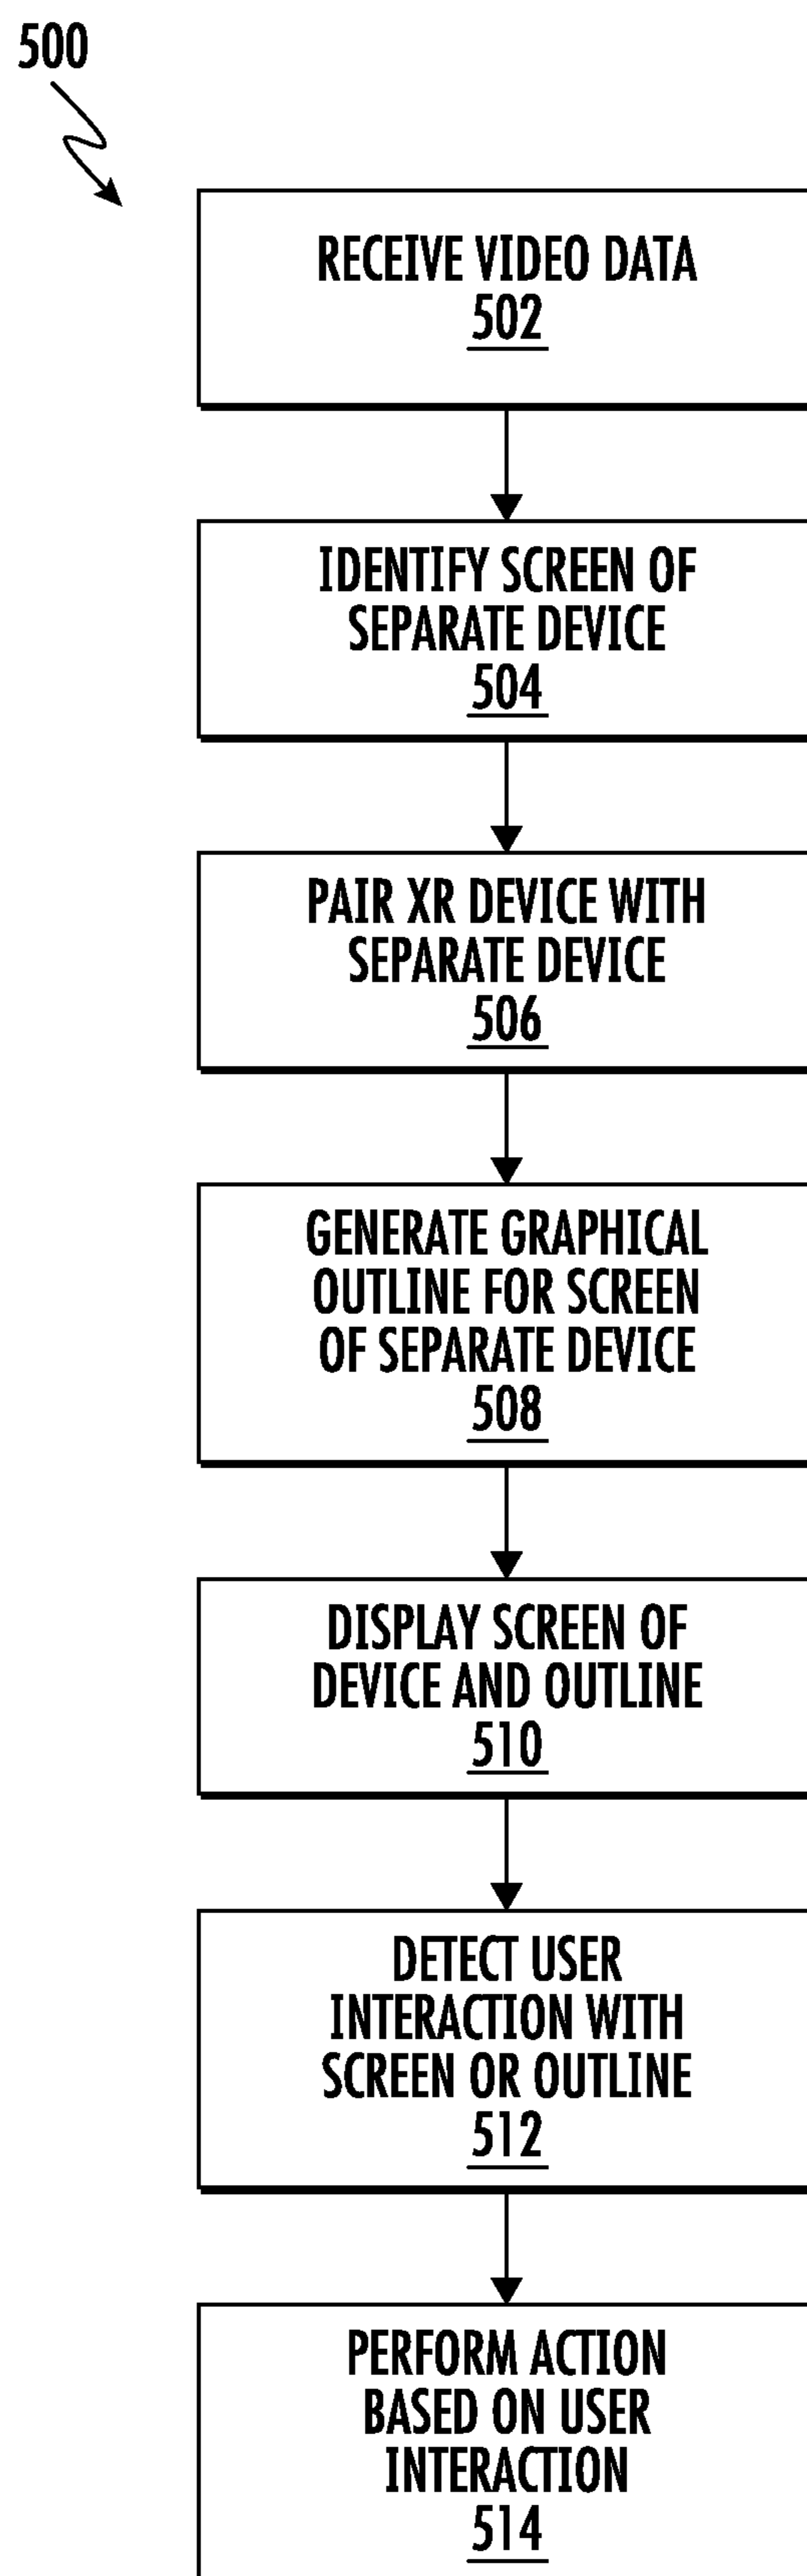 500
RECEIVE VIDEO DATA
502
IDENTIFY SCREEN OF
SEPARATE DEVICE
504
PAIR XR DEVICE WITH
SEPARATE DEVICE
506
GENERATE GRAPHICAL
OUTLINE FOR SCREEN
OF SEPARATE DEVICE
508
DISPLAY SCREEN OF
DEVICE AND OUTLINE
510
DETECT USER
INTERACTION WITH
SCREEN OR OUTLINE
512
PERFORM ACTION
BASED ON USER
INTERACTION
514